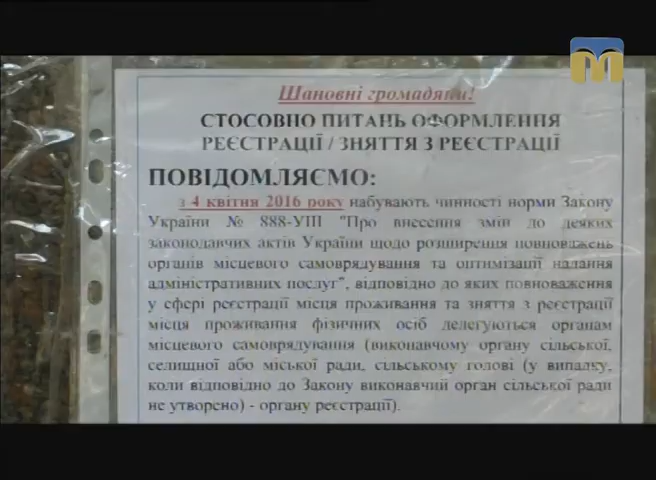 Шановні громадяни!
СТОСОВНО ПИТАНЬ ОФОРМЛЕННЯ
РЕЄСТРАЦІЇ / ЗНЯТТЯ З РЕЄСТРАЦІЇ
ПОВІДОМЛЯЄМО:
з 4 квітня 2016 року набувають чинності норми Закону
України № 888-УІІІ "Про внесення змін до деяких
законодавчих актів України щодо розширення повноважень
органів місцевого самоврядування та оптимізації надання
адміністративних послуг", відповідно до яких повноваження
у сфері реєстрації місця проживання та зняття з реєстрації
місця проживання фізичних осіб делегуються органам
місцевого самоврядування (виконавчому органу сільської,
селищної або міської ради, сільському голові (у випадку,
коли відповідно до Закону виконавчий орган сільської ради
не утворено) - органу реєстрації).